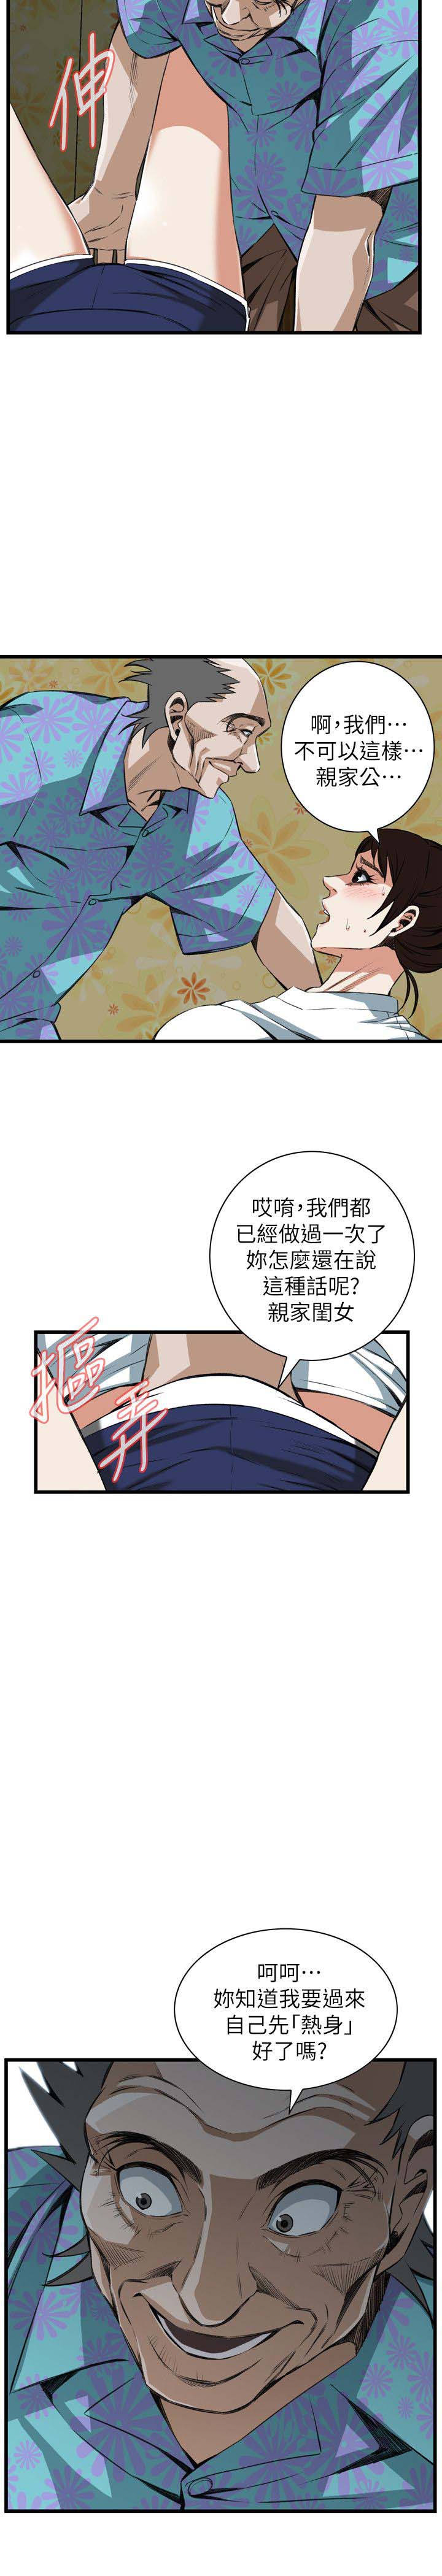 伸
啊，我們⋯
不可以這樣⋯
親家公⋯
哎唷，我們都
已經做過一次了
妳怎麼還在說
這種話呢?
親家閨女
摳
弄
呵呵⋯
妳知道我要過來
自己先「熱身」
好了嗎?